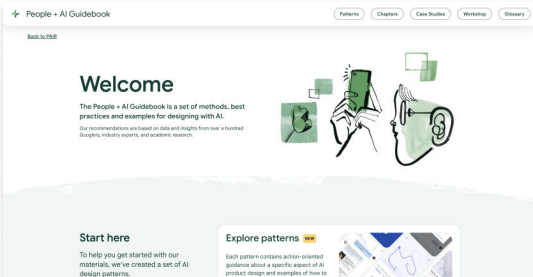 People + AI Guidebook
Patterns
Chapters
Case Studies
Workshop
Glossary
Back to PAIR
Welcome
The People + AI Guidebook is a set of methods, best
practices and examples for designing with AI.
Our recommendations are based on data and insights from over a hundred
Googlers, industry experts, and academic research.
Start here
To help you get started with our
materials, we've created a set of AI
design patterns.
Explore patterns NEW
Each pattern contains action-oriented
guidance about a specific aspect of AI
product design and examples of how to